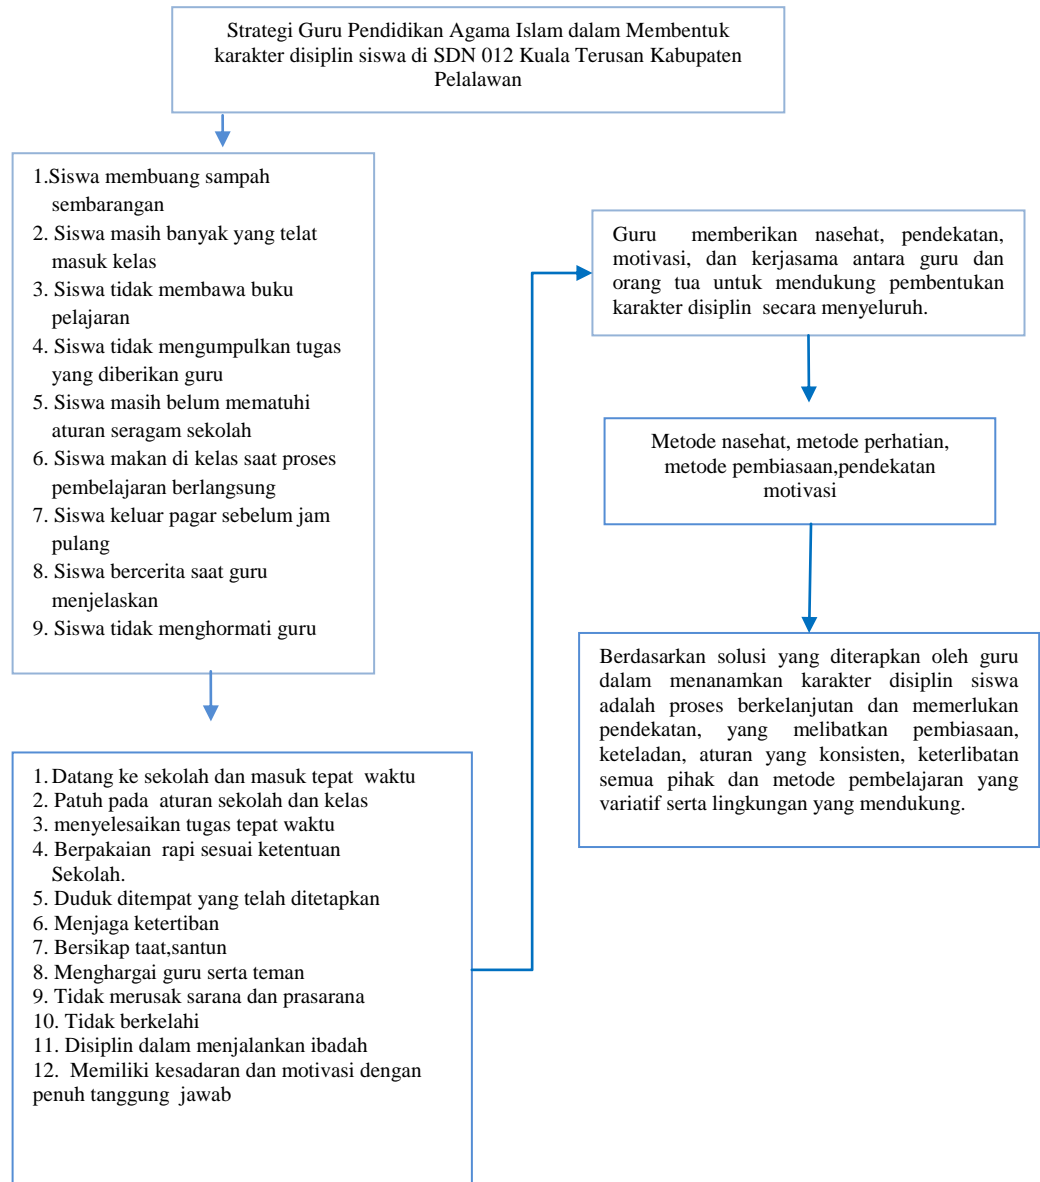 Strategi Guru Pendidikan Agama Islam dalam Membentuk
karakter disiplin siswa di SDN 012 Kuala Terusan Kabupaten
Pelalawan
1.Siswa membuang sampah
sembarangan
2. Siswa masih banyak yang telat
masuk kelas
3. Siswa tidak membawa buku
pelajaran
4. Siswa tidak mengumpulkan tugas
yang diberikan guru
5. Siswa masih belum mematuhi
aturan seragam sekolah
6. Siswa makan di kelas saat proses
pembelajaran berlangsung
7. Siswa keluar pagar sebelum jam
pulang
8. Siswa bercerita saat guru
menjelaskan
9. Siswa tidak menghormati guru
1. Datang ke sekolah dan masuk tepat waktu
2. Patuh pada aturan sekolah dan kelas
3. menyelesaikan tugas tepat waktu
4. Berpakaian rapi sesuai ketentuan
Sekolah.
5. Duduk ditempat yang telah ditetapkan
6. Menjaga ketertiban
7. Bersikap taat,santun
8. Menghargai guru serta teman
9. Tidak merusak sarana dan prasarana
10. Tidak berkelahi
11. Disiplin dalam menjalankan ibadah
12. Memiliki kesadaran dan motivasi dengan
penuh tanggung jawab
Guru memberikan nasehat, pendekatan,
motivasi, dan kerjasama antara guru dan
orang tua untuk mendukung pembentukan
karakter disiplin secara menyeluruh.
Metode nasehat, metode perhatian,
metode pembiasaan,pendekatan
motivasi
Berdasarkan solusi yang diterapkan oleh guru
dalam menanamkan karakter disiplin siswa
adalah proses berkelanjutan dan memerlukan
pendekatan, yang melibatkan pembiasaan,
keteladan, aturan yang konsisten, keterlibatan
semua pihak dan metode pembelajaran yang
variatif serta lingkungan yang mendukung.